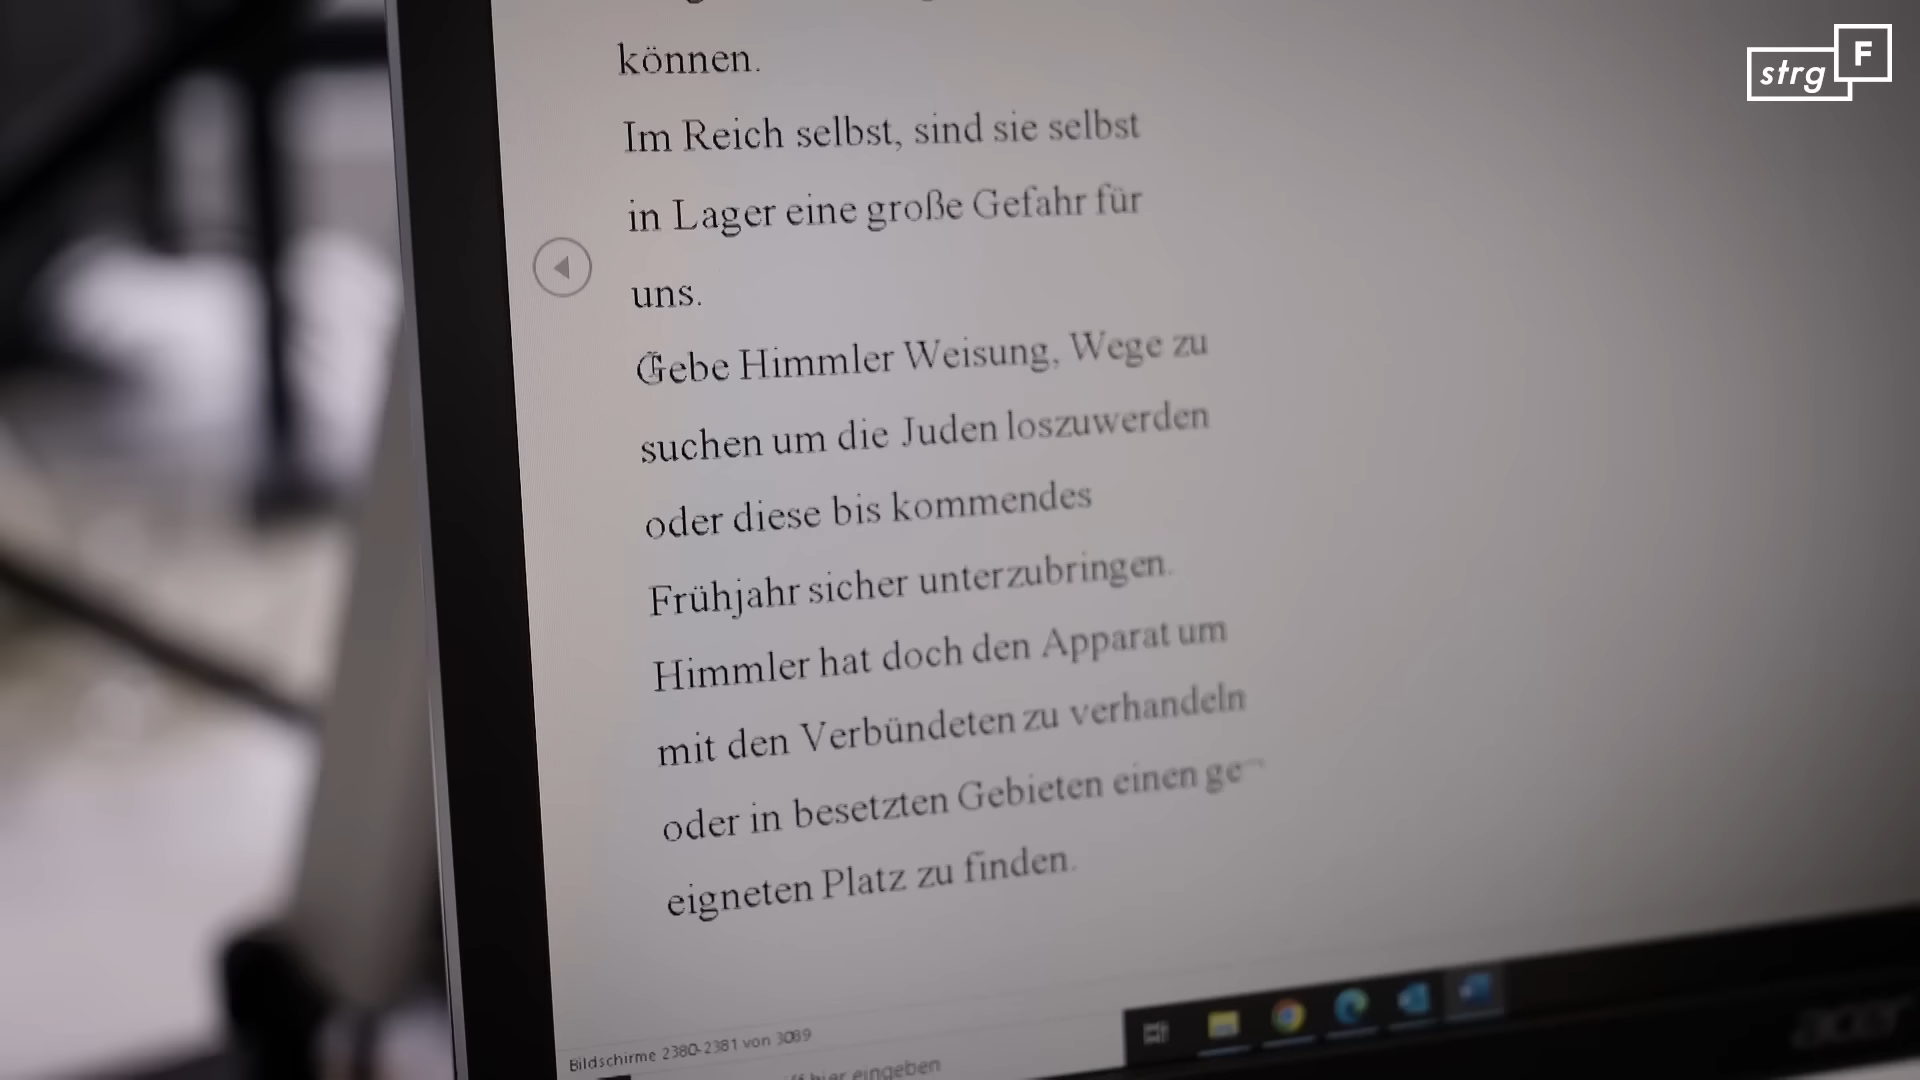 strg F
können.
Im Reich selbst, sind sie selbst
in Lager eine große Gefahr für
uns.
Gebe Himmler Weisung, Wege zu
suchen um die Juden loszuwerden
oder diese bis kommendes
Frühjahr sicher unterzubringen.
Himmler hat doch den Apparat um
mit den Verbündeten zu verhandeln
oder in besetzten Gebieten einen ge-
eigneten Platz zu finden.
Bildschirme 2380-2381 von 3089
hier eingeben
acer